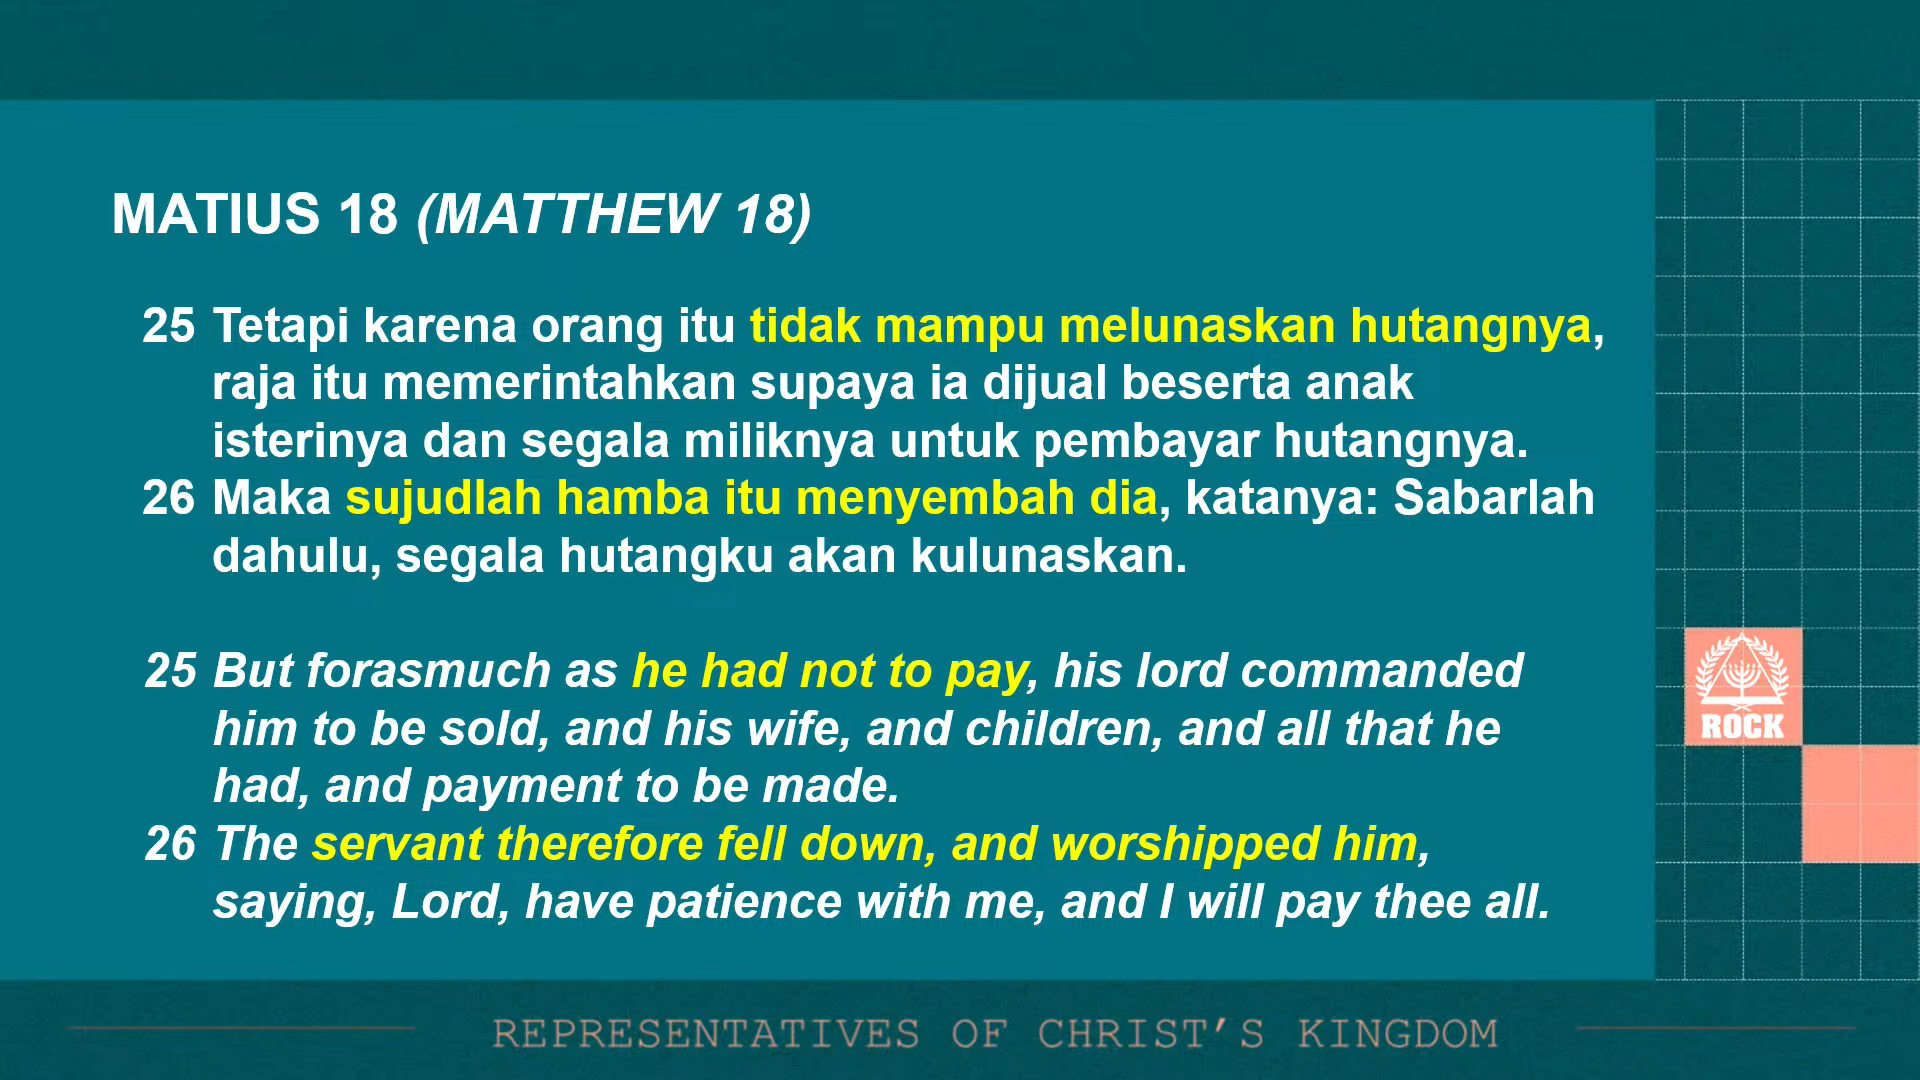 MATIUS 18 (MATTHEW 18)
25 Tetapi karena orang itu tidak mampu melunaskan hutangnya,
raja itu memerintahkan supaya ia dijual beserta anak
isterinya dan segala miliknya untuk pembayar hutangnya.
26 Maka sujudlah hamba itu menyembah dia, katanya: Sabarlah
dahulu, segala hutangku akan kulunaskan.
25 But forasmuch as he had not to pay, his lord commanded
him to be sold, and his wife, and children, and all that he
had, and payment to be made.
26 The servant therefore fell down, and worshipped him,
saying, Lord, have patience with me, and I will pay thee all.
ROCK
REPRESENTATIVES OF CHRIST'S KINGDOM